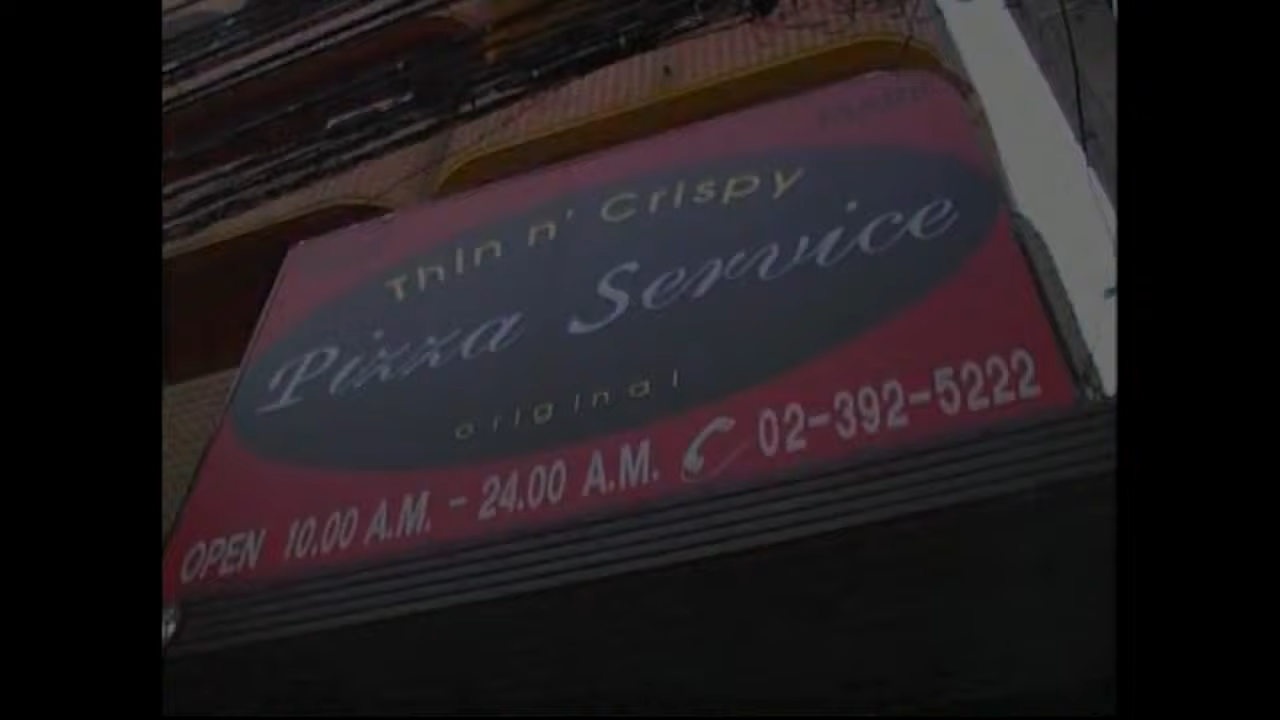 Thin n' Crispy
Pizza Service
original
OPEN 10.00 A.M. - 24.00 A.M. 02-392-5222